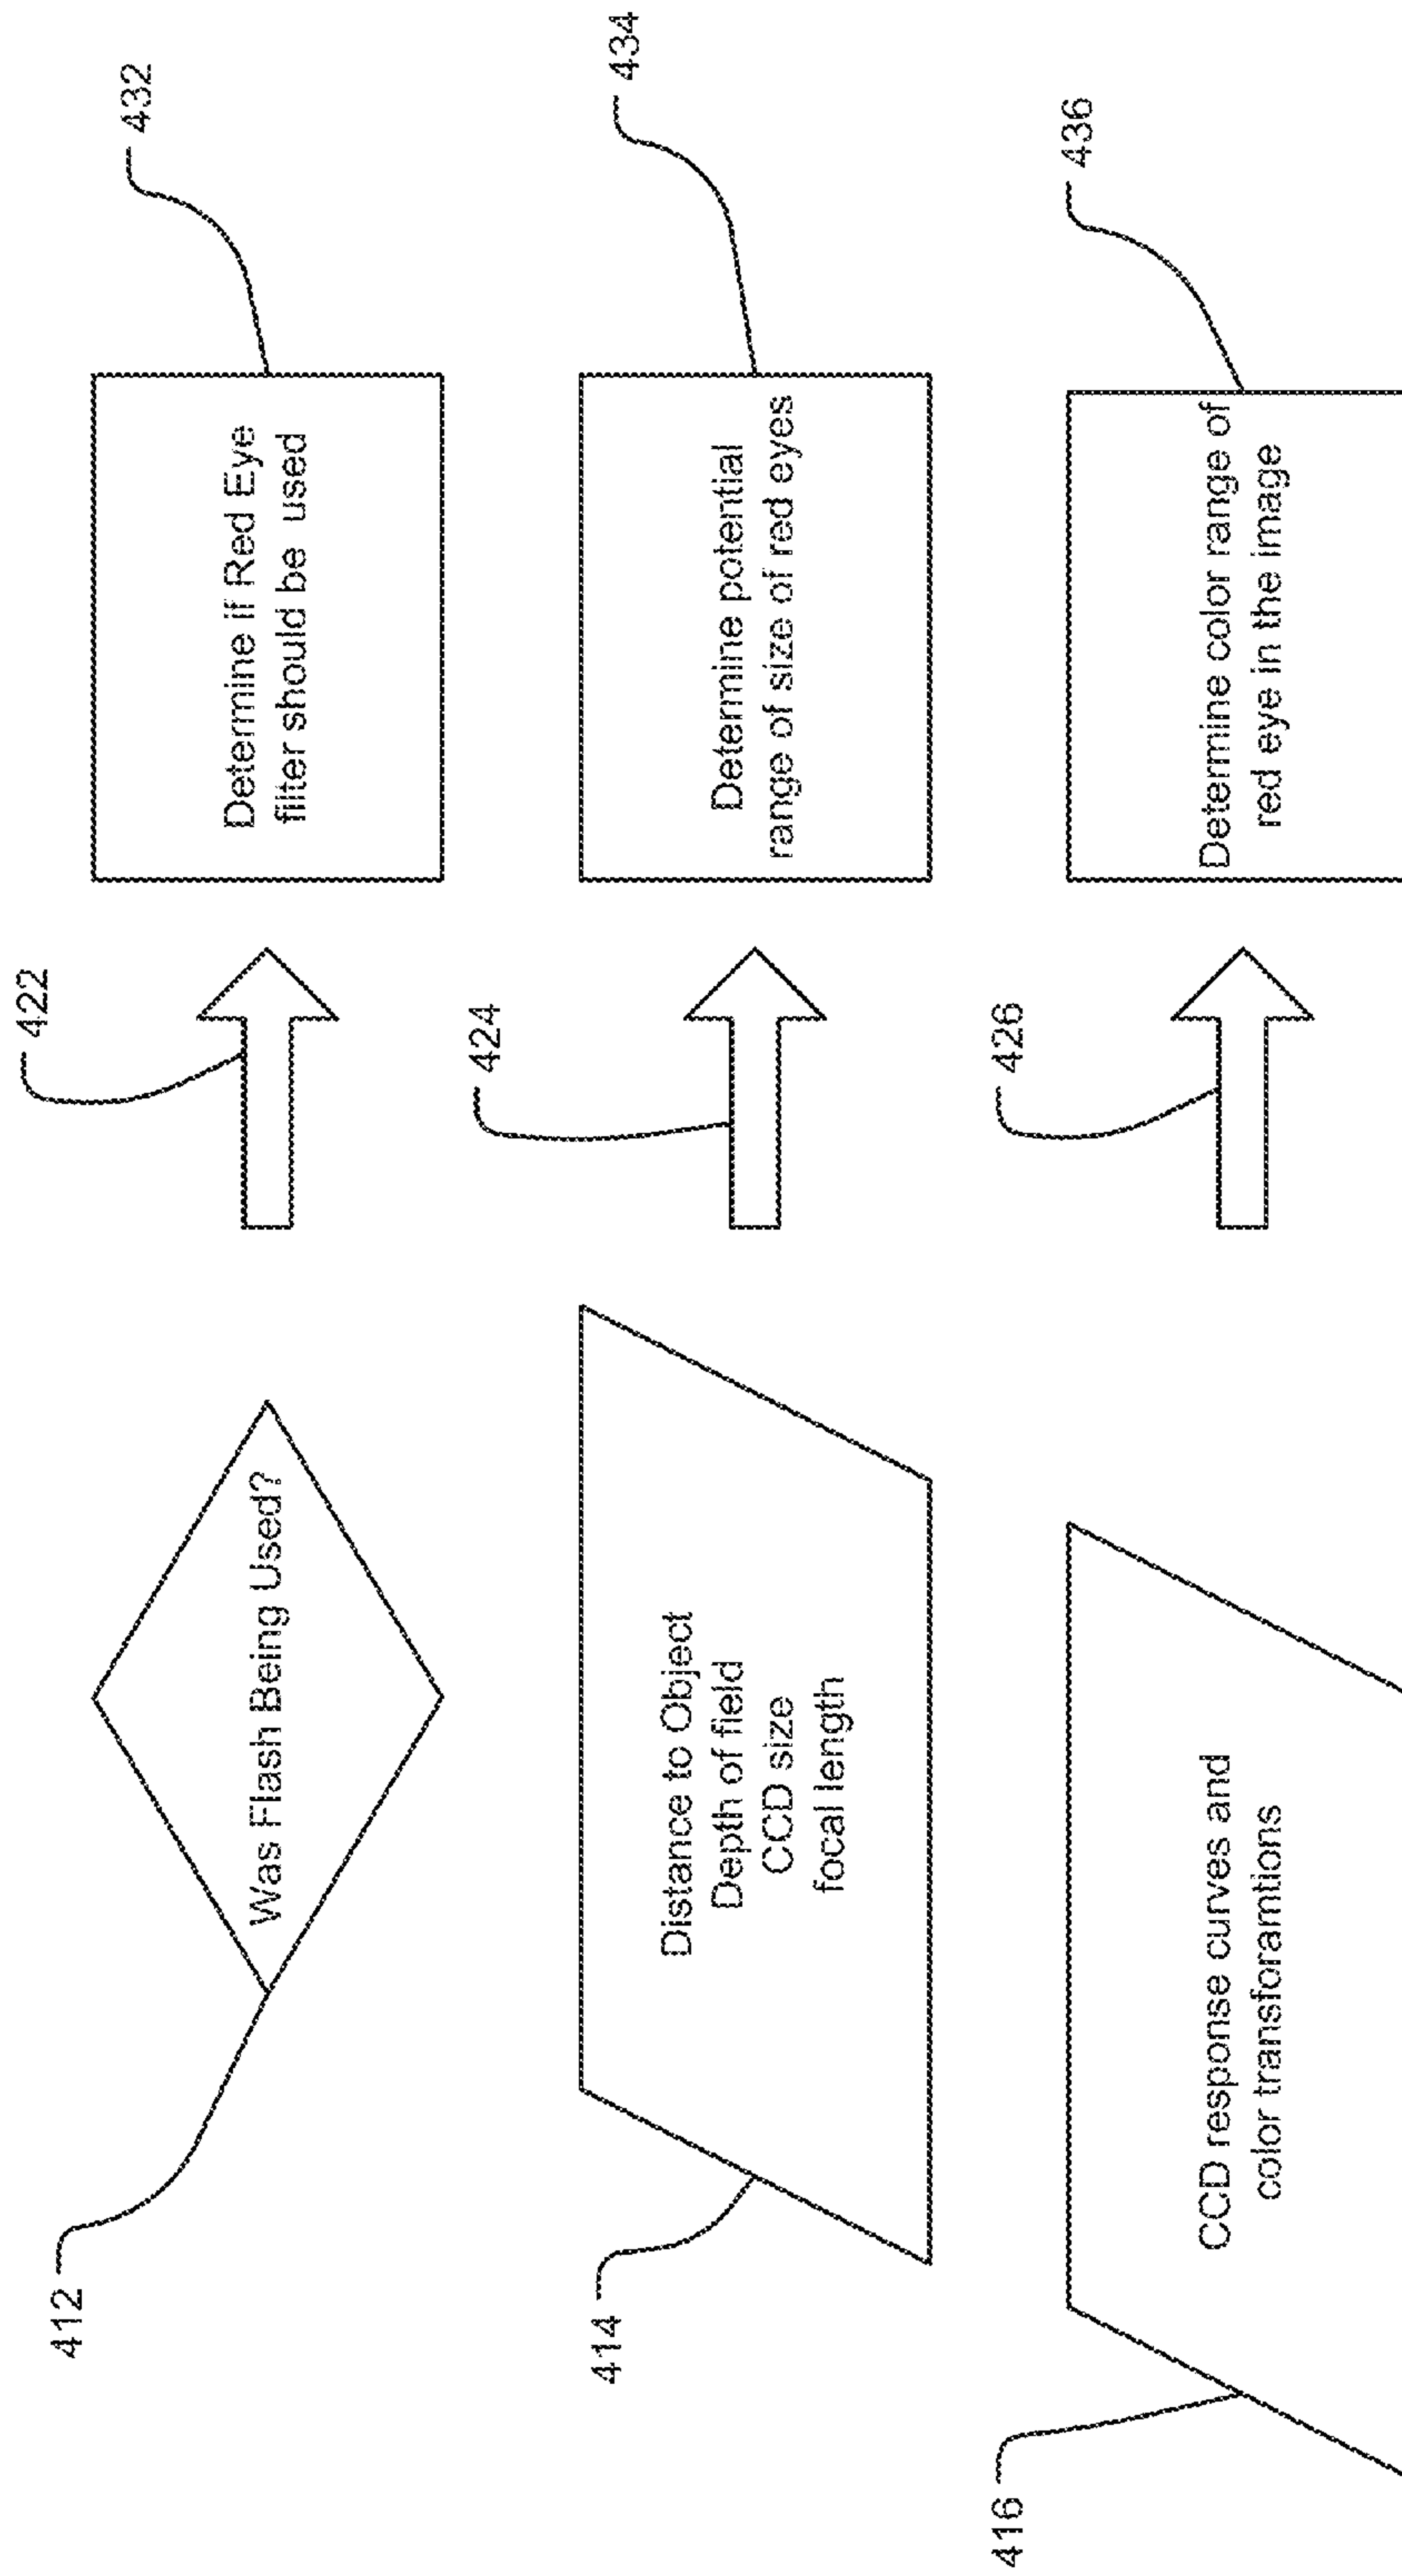 412
Was Flash Being Used?
422
Determine if Red Eye
filter should be used
432
414
Distance to Object
Depth of field
CCD size
focal length
424
Determine potential
range of size of red eyes
434
416
CCD response curves and
color transforamtions
426
Determine color range of
red eye in the image
436